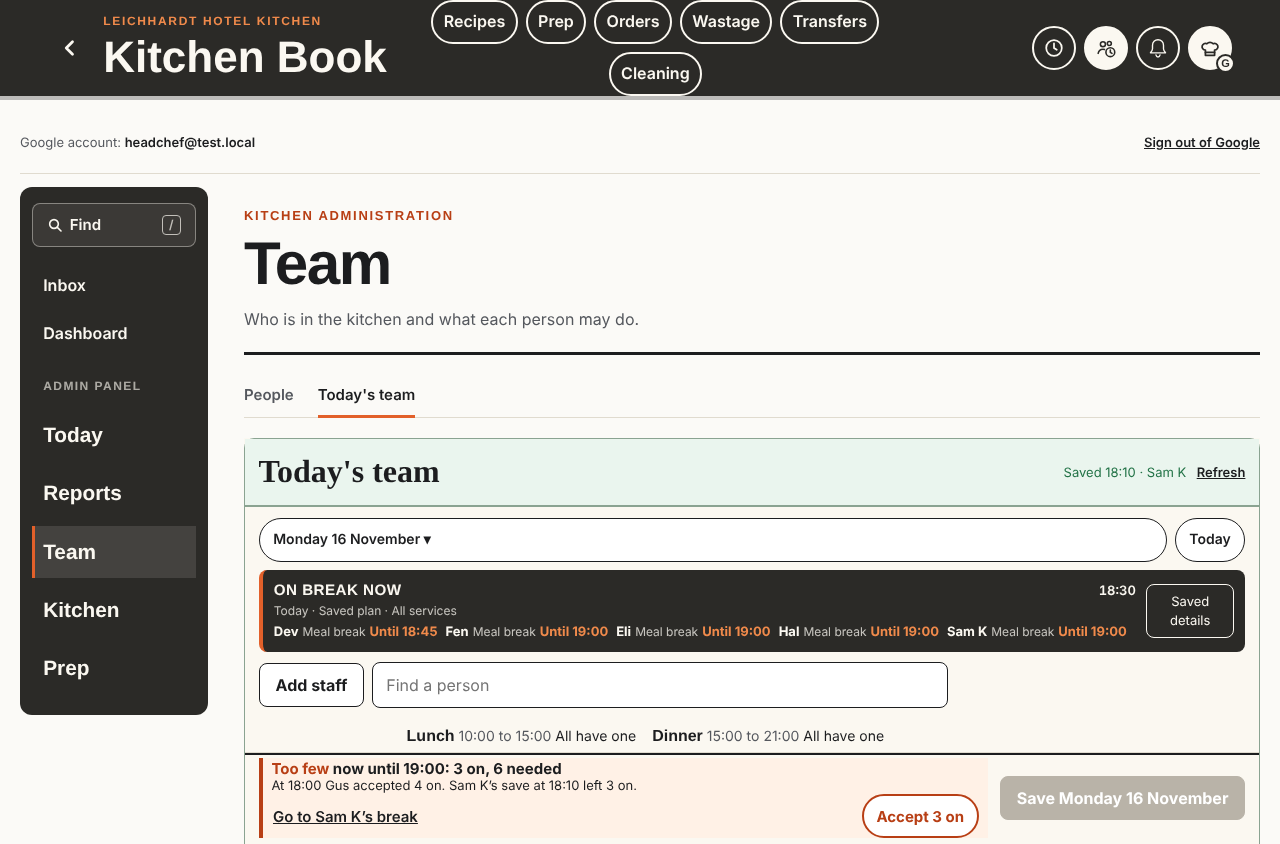 LEICHHARDT HOTEL KITCHEN
Kitchen Book
Recipes Prep Orders Wastage Transfers
Cleaning
G
Google account: headchef@test.local
Sign out of Google
Find /
Inbox
Dashboard
ADMIN PANEL
Today
Reports
Team
Kitchen
Prep
KITCHEN ADMINISTRATION
Team
Who is in the kitchen and what each person may do.
People Today's team
Today's team
Saved 18:10 · Sam K Refresh
Monday 16 November ▾
Today
ON BREAK NOW
18:30
Today · Saved plan · All services
Dev Meal break Until 18:45 Fen Meal break Until 19:00 Eli Meal break Until 19:00 Hal Meal break Until 19:00 Sam K Meal break Until 19:00
Saved
details
Add staff
Find a person
Lunch 10:00 to 15:00 All have one Dinner 15:00 to 21:00 All have one
Too few now until 19:00: 3 on, 6 needed
At 18:00 Gus accepted 4 on. Sam K’s save at 18:10 left 3 on.
Go to Sam K’s break
Accept 3 on
Save Monday 16 November